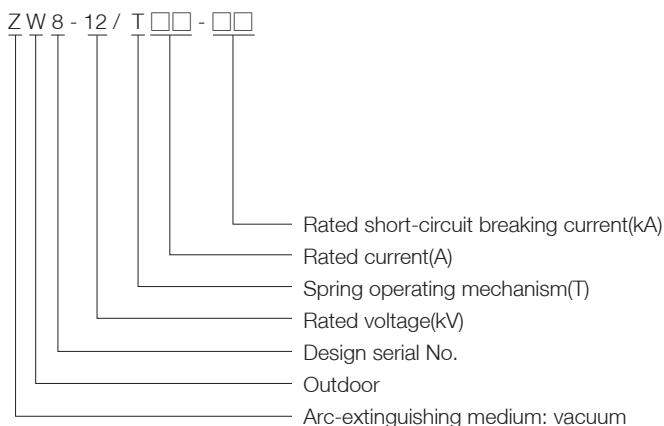 Z W 8 - 12 / T □□ - □□
Rated short-circuit breaking current(kA)
Rated current(A)
Spring operating mechanism(T)
Rated voltage(kV)
Design serial No.
Outdoor
Arc-extinguishing medium: vacuum